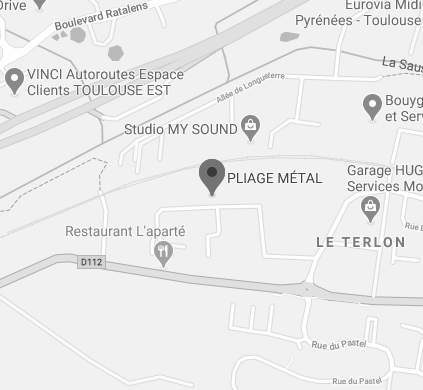 Drive
Boulevard Ratalens
Eurovia Midi
Pyrénées - Toulouse
VINCI Autoroutes Espace
Clients TOULOUSE EST
Allée de Longueterre
La Saus
Bouyg
et Serv
Studio MY SOUND
PLIAGE MÉTAL
Garage HUG
Services Mo
Restaurant L'aparté
LE TERLON
Rue D
D112
Rue du Pastel
Rue du Pastel